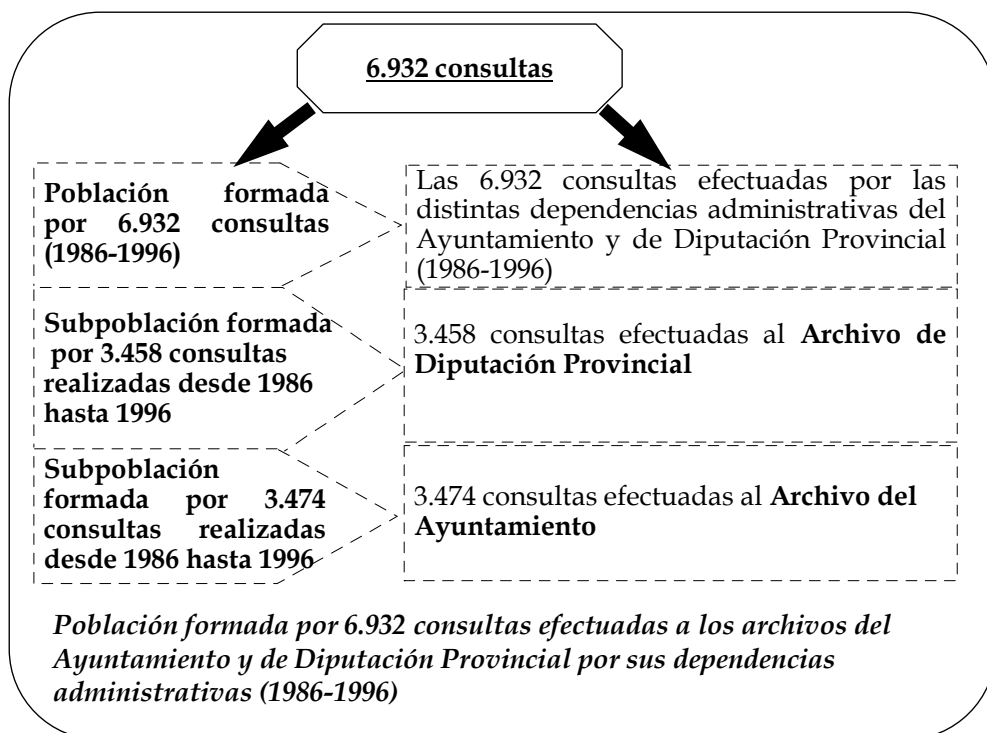 6.932 consultas
Población formada
por 6.932 consultas
(1986-1996)
Las 6.932 consultas efectuadas por las
distintas dependencias administrativas del
Ayuntamiento y de Diputación Provincial
(1986-1996)
Subpoblación formada
por 3.458 consultas
realizadas desde 1986
hasta 1996
3.458 consultas efectuadas al Archivo de
Diputación Provincial
Subpoblación
formada por 3.474
consultas realizadas
desde 1986 hasta 1996
3.474 consultas efectuadas al Archivo del
Ayuntamiento
Población formada por 6.932 consultas efectuadas a los archivos del
Ayuntamiento y de Diputación Provincial por sus dependencias
administrativas (1986-1996)